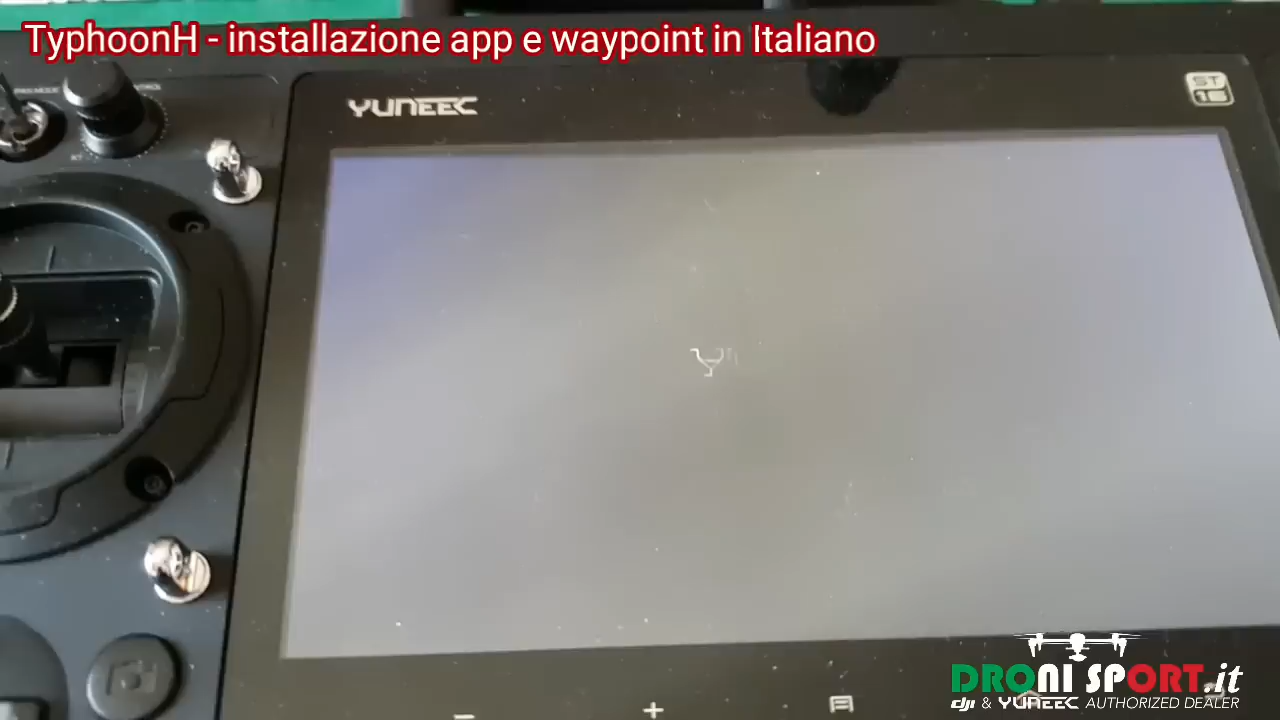 TyphoonH - installazione app e waypoint in Italiano
YUNEEC
ST
16
DRONI SPORT.it
dji & YUNEEC AUTHORIZED DEALER